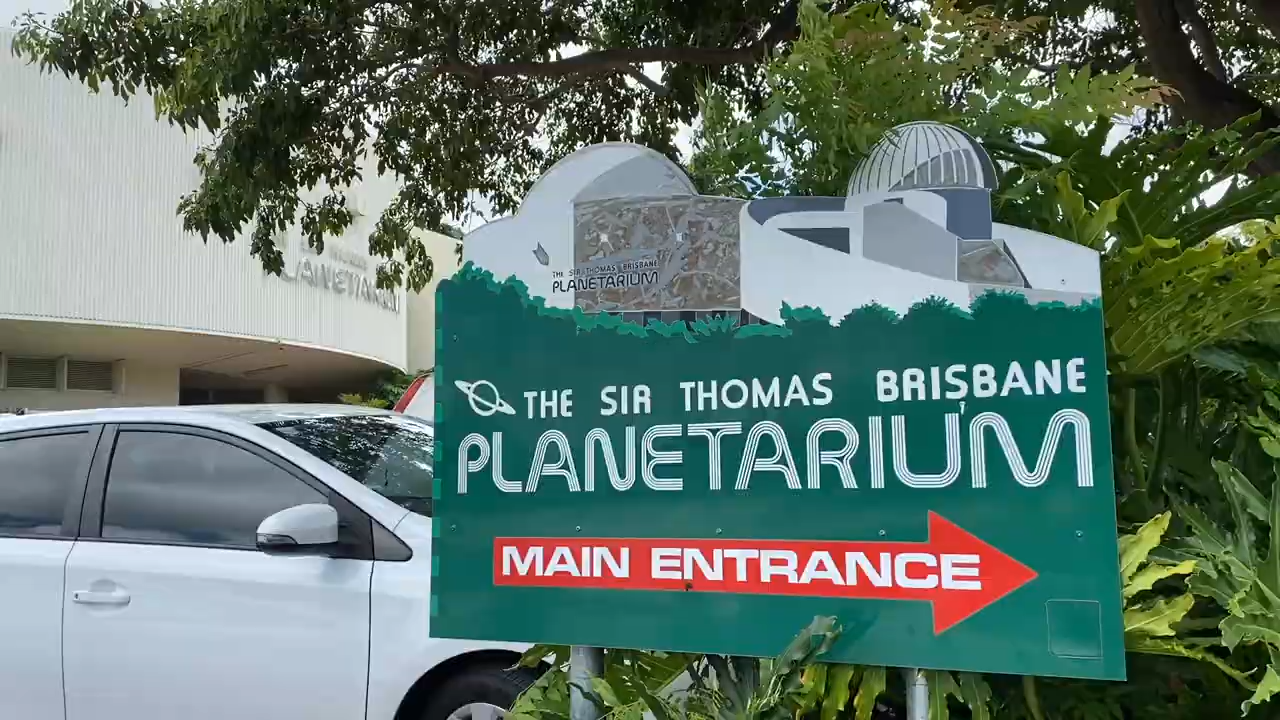 PLANETARIUM
THE SIR THOMAS BRISBANE
PLANETARIUM
THE SIR THOMAS BRISBANE
PLANETARIUM
MAIN ENTRANCE